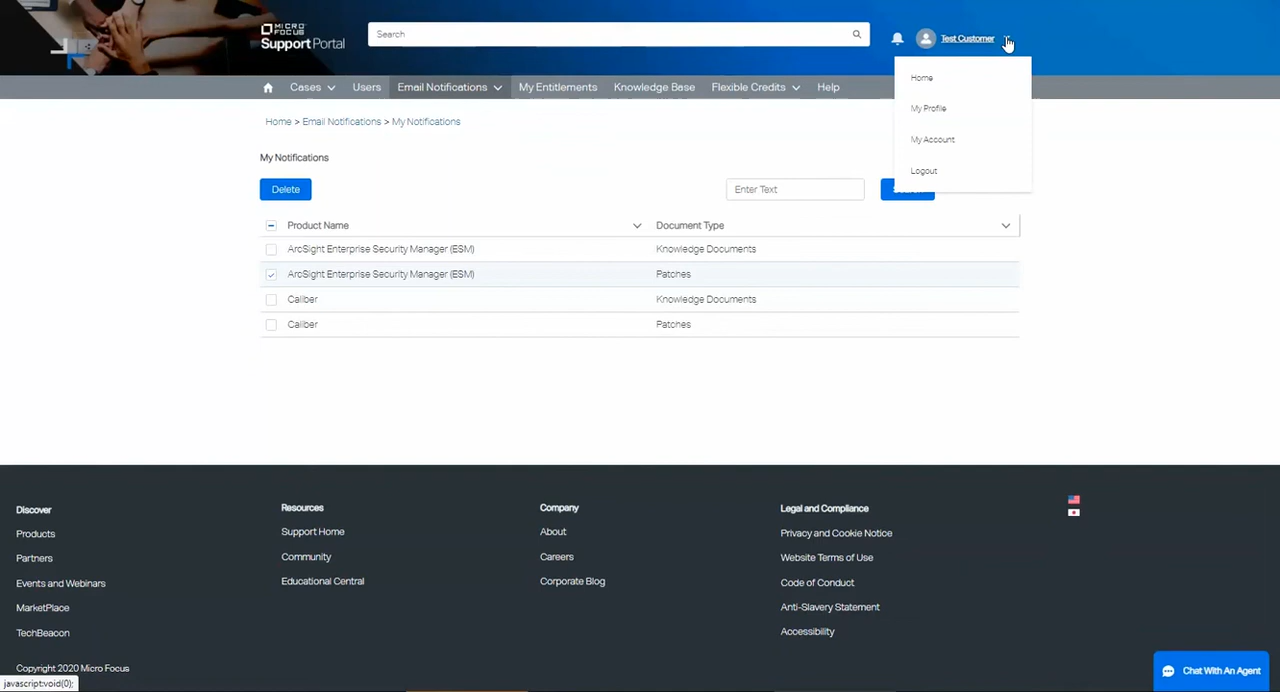 MICRO
FOCUS
Support Portal
Search
Test Customer
Home
My Profile
My Account
Logout
Cases
Users
Email Notifications
My Entitlements
Knowledge Base
Flexible Credits
Help
Home > Email Notifications > My Notifications
My Notifications
Delete
Enter Text
Product Name
Document Type
ArcSight Enterprise Security Manager (ESM)
Knowledge Documents
ArcSight Enterprise Security Manager (ESM)
Patches
Caliber
Knowledge Documents
Caliber
Patches
Discover
Products
Partners
Events and Webinars
MarketPlace
TechBeacon
Resources
Support Home
Community
Educational Central
Company
About
Careers
Corporate Blog
Legal and Compliance
Privacy and Cookie Notice
Website Terms of Use
Code of Conduct
Anti-Slavery Statement
Accessibility
Copyright 2020 Micro Focus
javascript:void(0);
Chat With An Agent